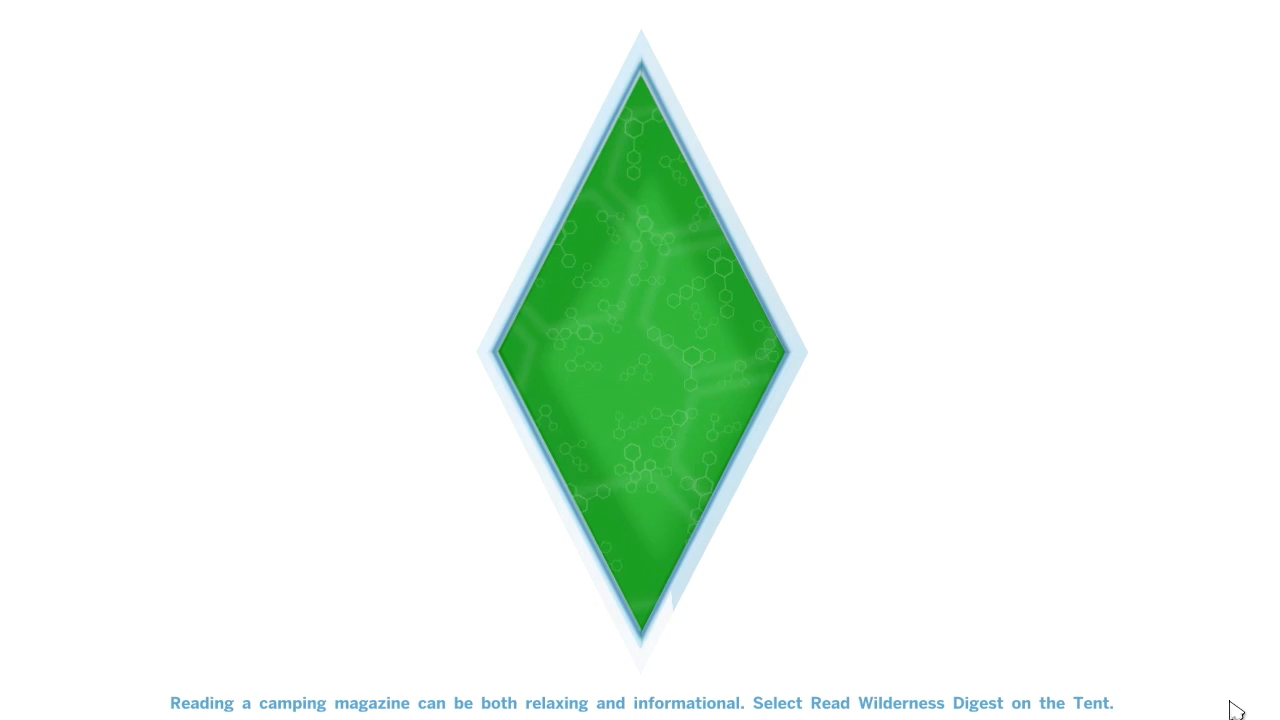 Reading a camping magazine can be both relaxing and informational. Select Read Wilderness Digest on the Tent.